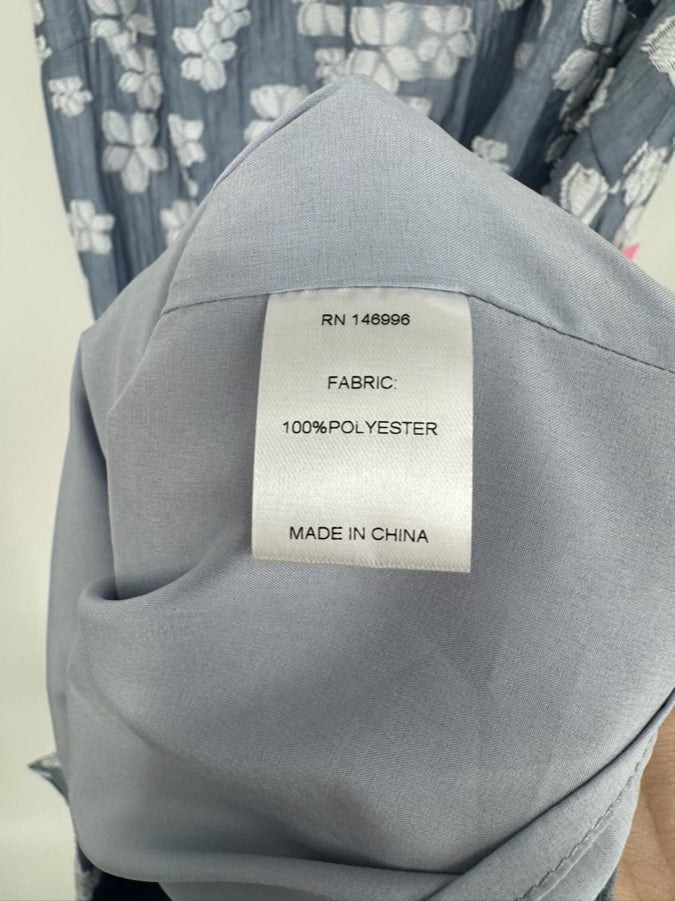 RN 146996
FABRIC:
100%POLYESTER
MADE IN CHINA